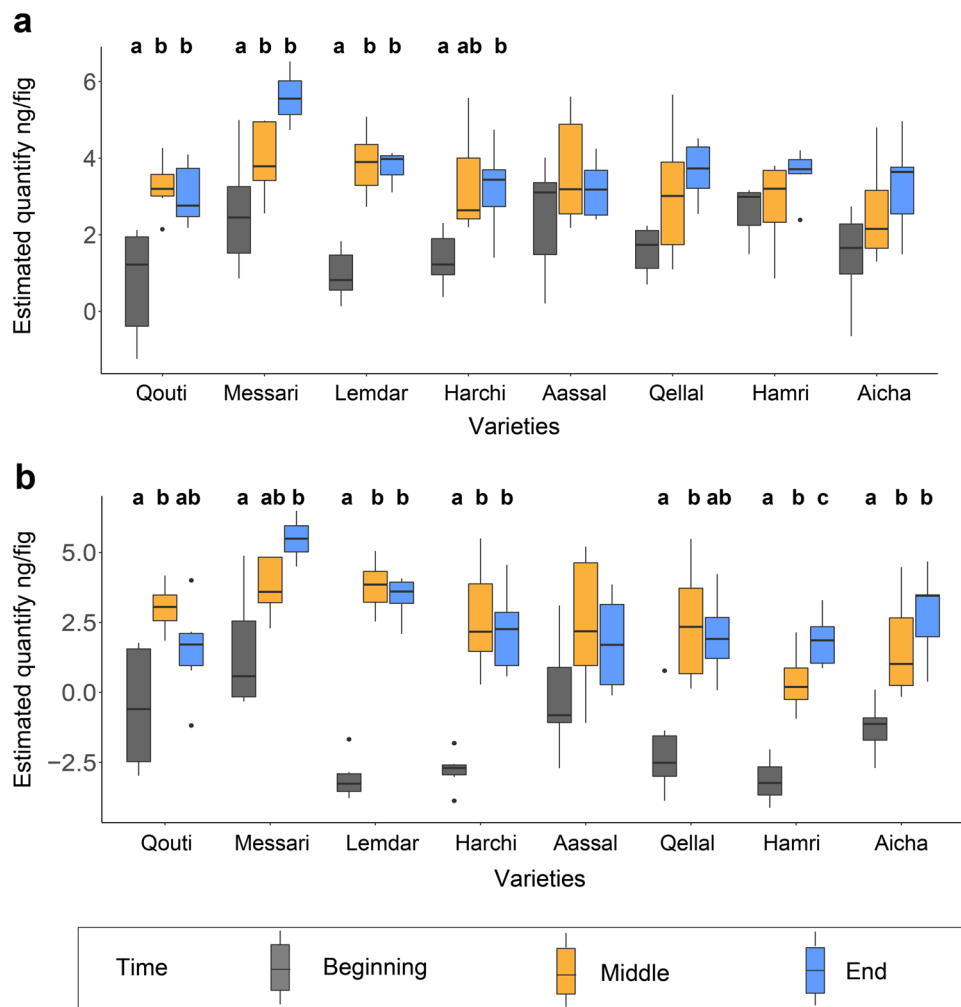 a
a b b a b b a b b a ab b
Estimated quantify ng/fig
6
4
2
0
Qouti Messari Lemdar Harchi Aassal Qellal Hamri Aicha
Varieties
b
a b ab a ab b a b b a b b a b ab a b c a b b
Estimated quantify ng/fig
5.0
2.5
0.0
−2.5
Qouti Messari Lemdar Harchi Aassal Qellal Hamri Aicha
Varieties
Time Beginning Middle End